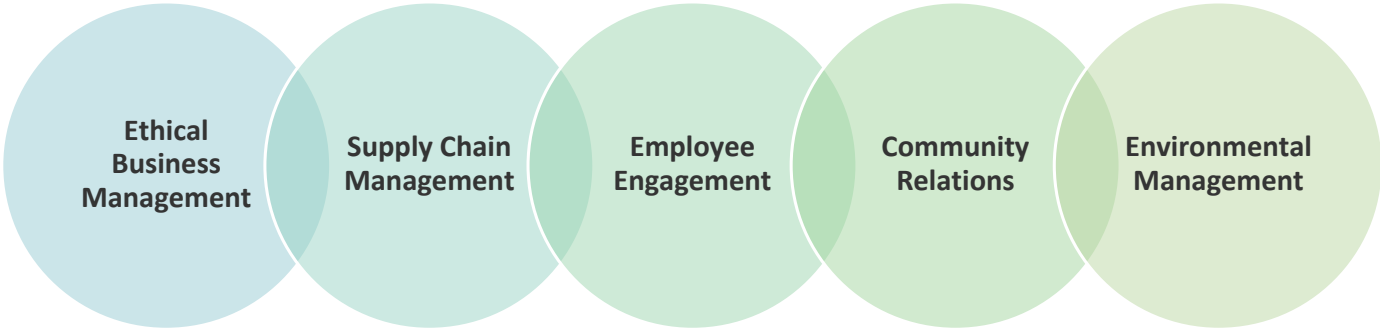 Ethical
Business
Management
Supply Chain
Management
Employee
Engagement
Community
Relations
Environmental
Management